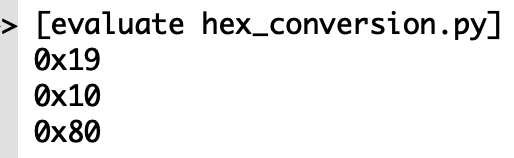 > [evaluate hex_conversion.py]
0x19
0x10
0x80